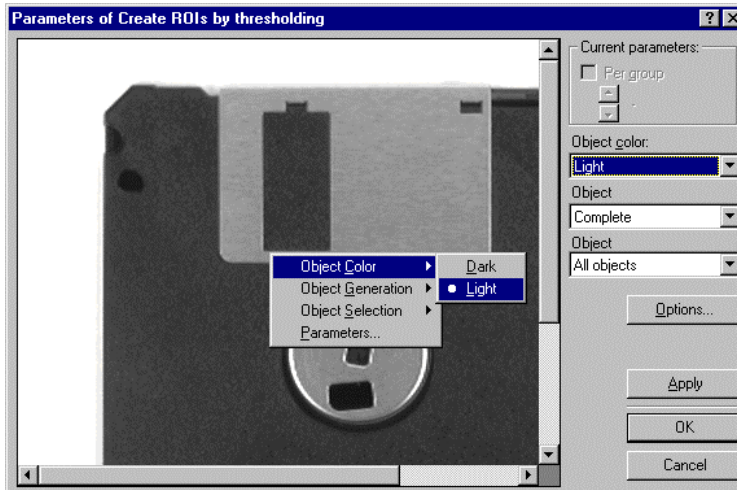 Parameters of Create ROIs by thresholding
Current parameters:
Per group
Object color:
Light
Object
Complete
Object
All objects
Options...
Apply
OK
Cancel
Object Color
Object Generation
Object Selection
Parameters...
Dark
Light